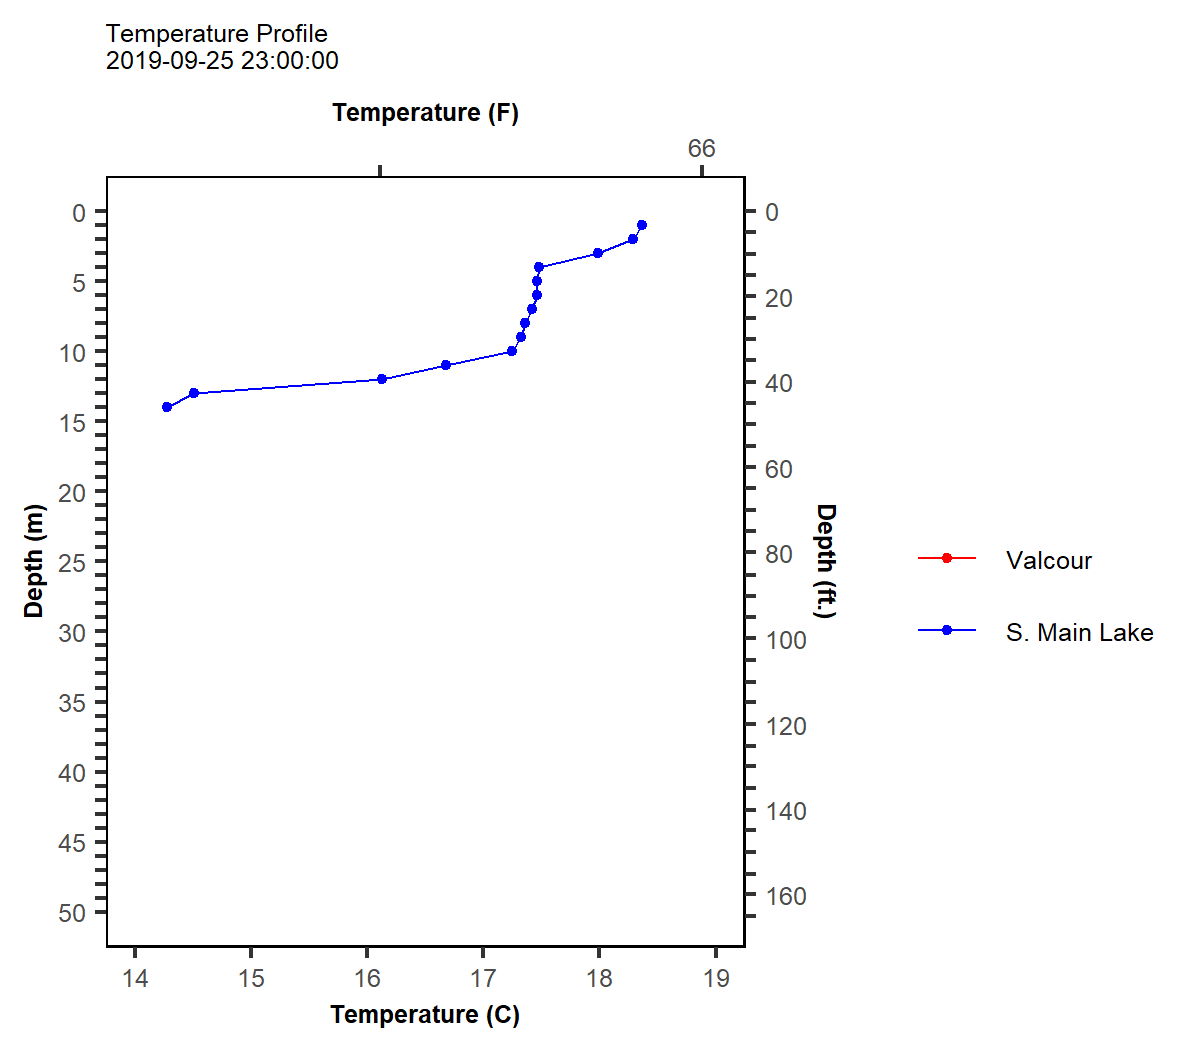 Temperature Profile
2019-09-25 23:00:00
Temperature (F)
66
0
5
10
15
20
25
30
35
40
45
50
Depth (m)
0
20
40
60
80
100
120
140
160
Depth (ft.)
14 15 16 17 18 19
Temperature (C)
Valcour
S. Main Lake